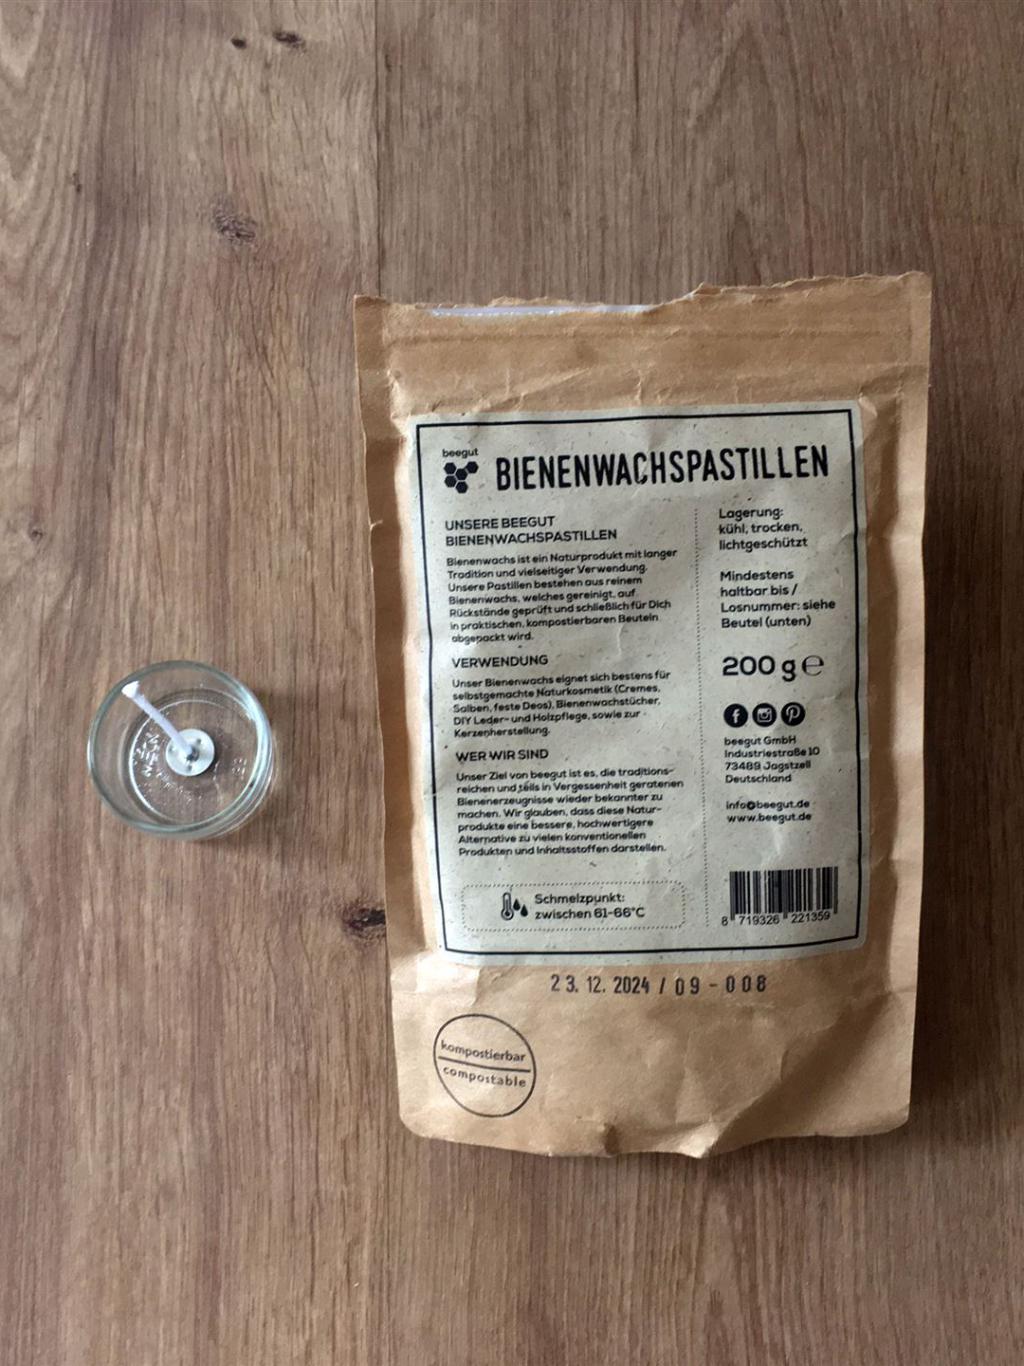 beegut
BIENENWACHSPASTILLEN
UNSERE BEEGUT
BIENENWACHSPASTILLEN
Bienenwachs ist ein Naturprodukt mit langer
Tradition und vielseitiger Verwendung.
Unsere Pastillen bestehen aus reinem
Bienenwachs, welches gereinigt, auf
Rückstände geprüft und schließlich für Dich
in praktischen, kompostierbaren Beuteln
abgepackt wird.
VERWENDUNG
Unser Bienenwachs eignet sich bestens für
selbstgemachte Naturkosmetik (Cremes,
Salben, feste Deos), Bienenwachstücher,
DIY Leder- und Holzpflege, sowie zur
Kerzenherstellung.
WER WIR SIND
Unser Ziel von beegut ist es, die traditions-
reichen und teils in Vergessenheit geratenen
Bienenerzeugnisse wieder bekannter zu
machen. Wir glauben, dass diese Natur-
produkte eine bessere, hochwertigere
Alternative zu vielen konventionellen
Produkten und Inhaltsstoffen darstellen.
Schmelzpunkt:
zwischen 61-66°C
Lagerung:
kühl, trocken,
lichtgeschützt
Mindestens
haltbar bis /
Losnummer: siehe
Beutel (unten)
200 g ℮
beegut GmbH
Industriestraße 10
73489 Jagstzell
Deutschland
info@beegut.de
www.beegut.de
8 719326 221359
23. 12. 2024 / 09 - 008
kompostierbar
compostable